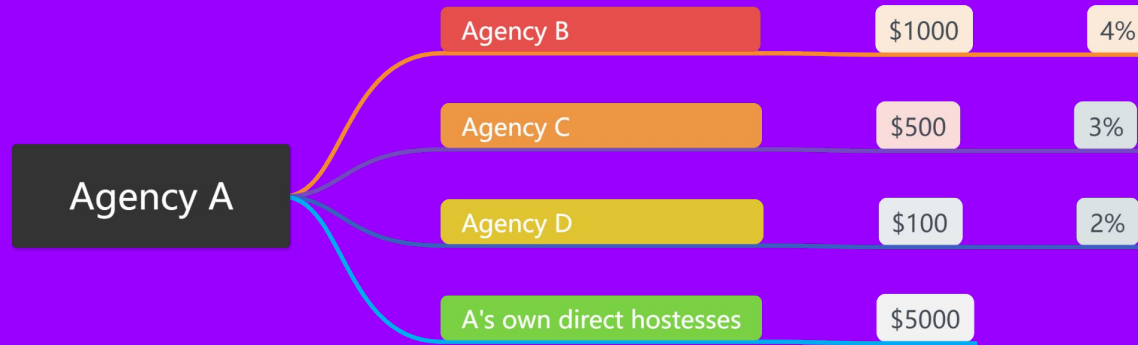 Agency B $1000 4%
Agency C $500 3%
Agency A
Agency D $100 2%
A's own direct hostesses $5000